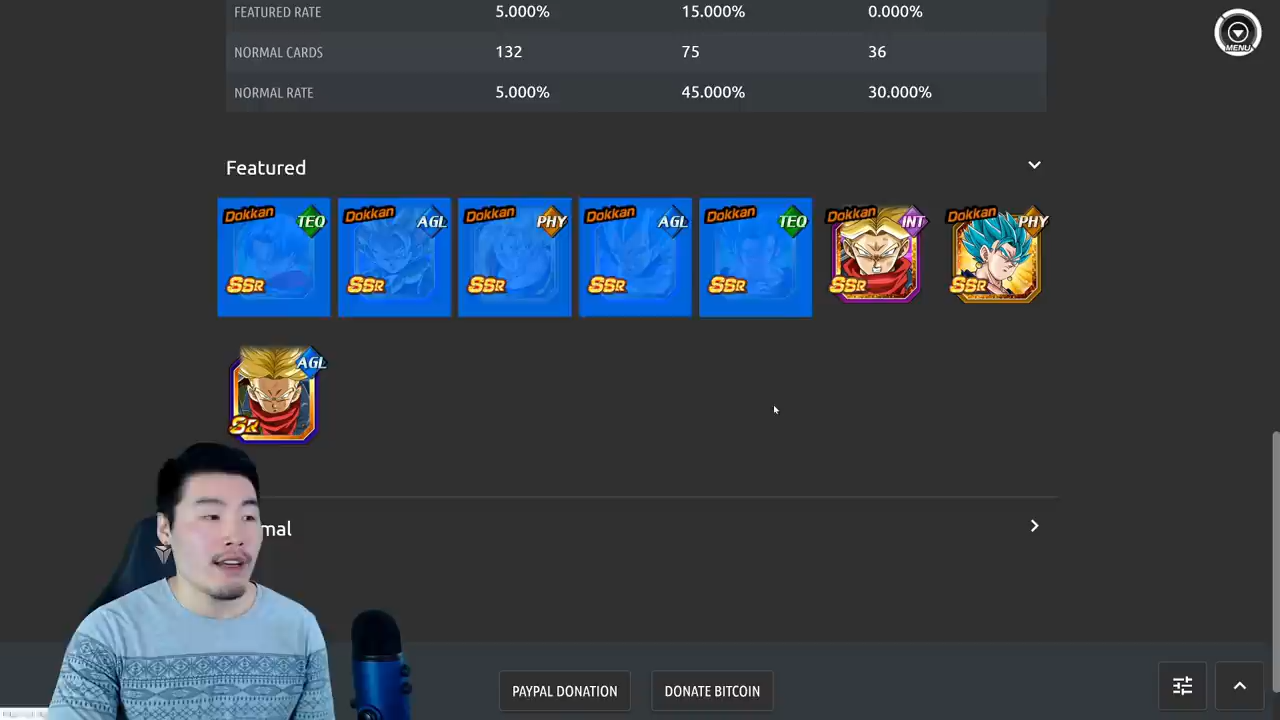 FEATURED RATE 5.000% 15.000% 0.000%
MENU
NORMAL CARDS 132 75 36
NORMAL RATE 5.000% 45.000% 30.000%
Featured
Dokkan TEQ Dokkan AGL Dokkan PHY Dokkan AGL Dokkan TEQ Dokkan INT Dokkan PHY
SSR SSR SSR SSR SSR SSR SSR
AGL
SR
mal
PAYPAL DONATION DONATE BITCOIN